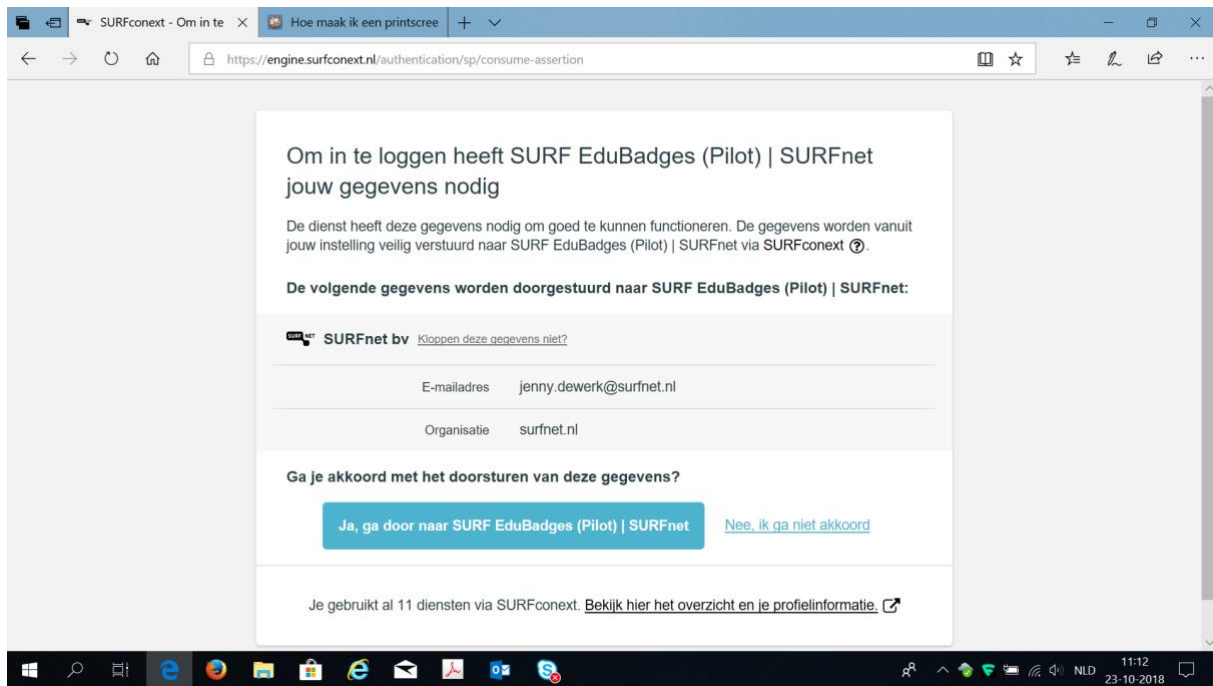 SURFconext - Om in te
Hoe maak ik een printscree
https://engine.surfconext.nl/authentication/sp/consume-assertion
Om in te loggen heeft SURF EduBadges (Pilot) | SURFnet
jouw gegevens nodig
De dienst heeft deze gegevens nodig om goed te kunnen functioneren. De gegevens worden vanuit
jouw instelling veilig verstuurd naar SURF EduBadges (Pilot) | SURFnet via SURFconext ?.
De volgende gegevens worden doorgestuurd naar SURF EduBadges (Pilot) | SURFnet:
SURF NET SURFnet bv Kloppen deze gegevens niet?
E-mailadres jenny.dewerk@surfnet.nl
Organisatie surfnet.nl
Ga je akkoord met het doorsturen van deze gegevens?
Ja, ga door naar SURF EduBadges (Pilot) | SURFnet Nee, ik ga niet akkoord
Je gebruikt al 11 diensten via SURFconext. Bekijk hier het overzicht en je profielinformatie.
NLD 11:12
23-10-2018